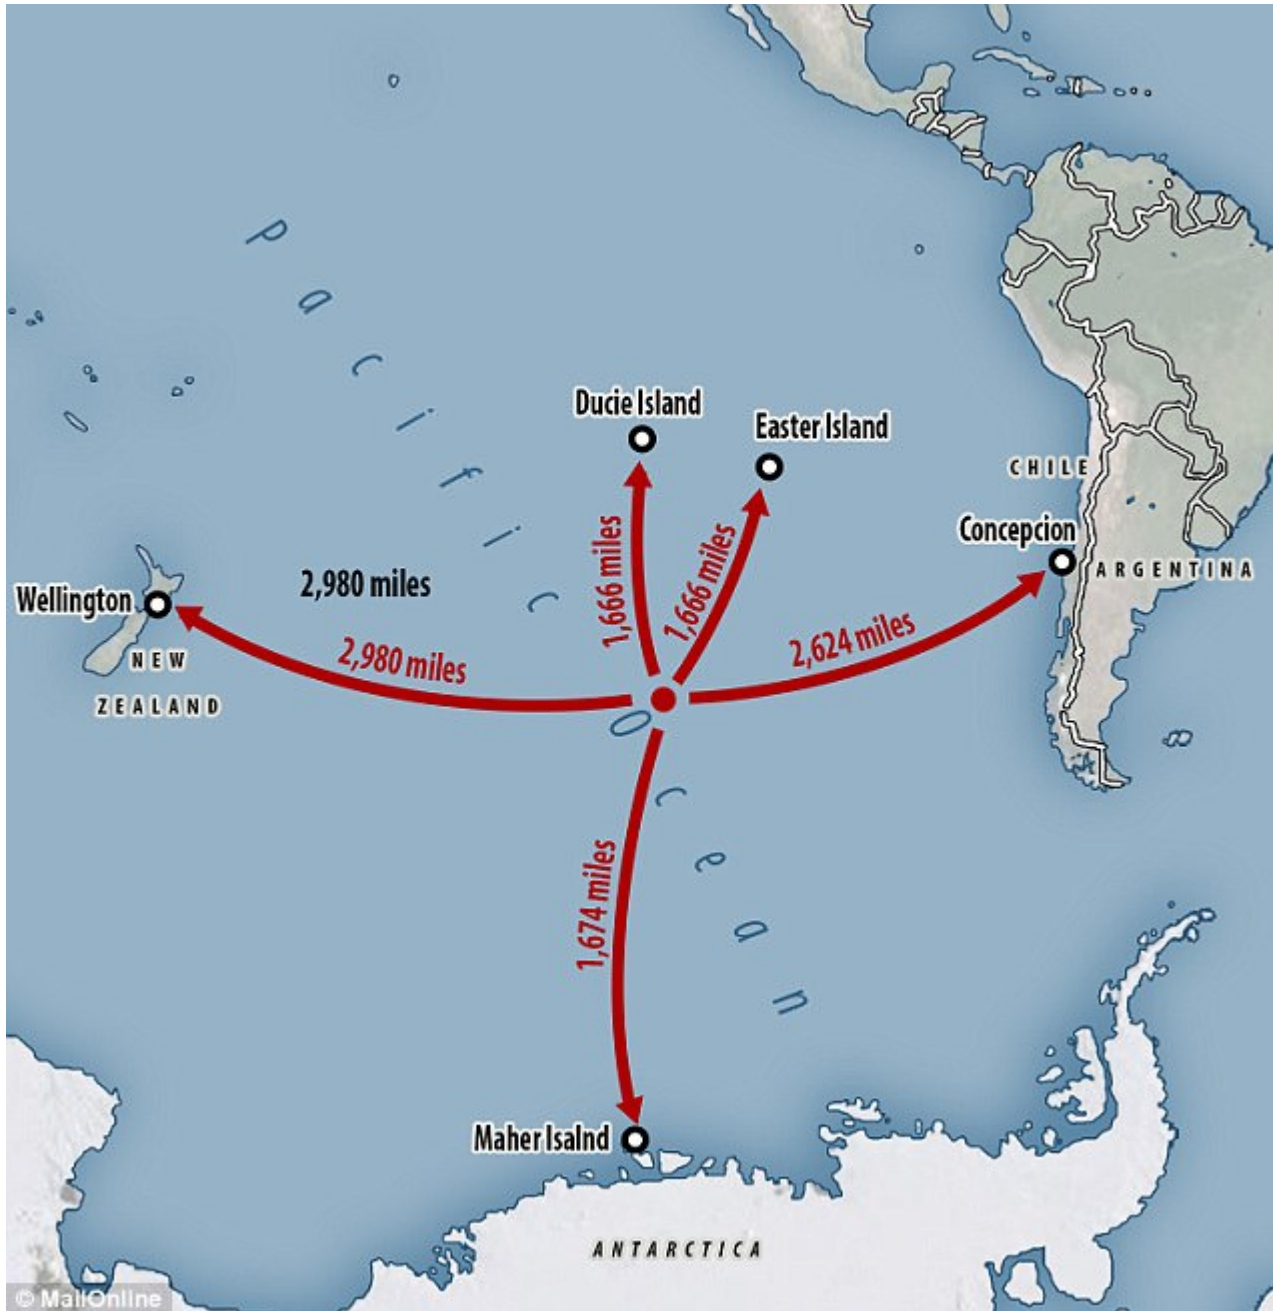 Pacific Ocean
Ducie Island
Easter Island
CHILE
Concepcion
ARGENTINA
Wellington
2,980 miles
NEW
ZEALAND
2,980 miles
1,666 miles
1,666 miles
2,624 miles
1,674 miles
Maher Isalnd
ANTARCTICA
© MailOnline